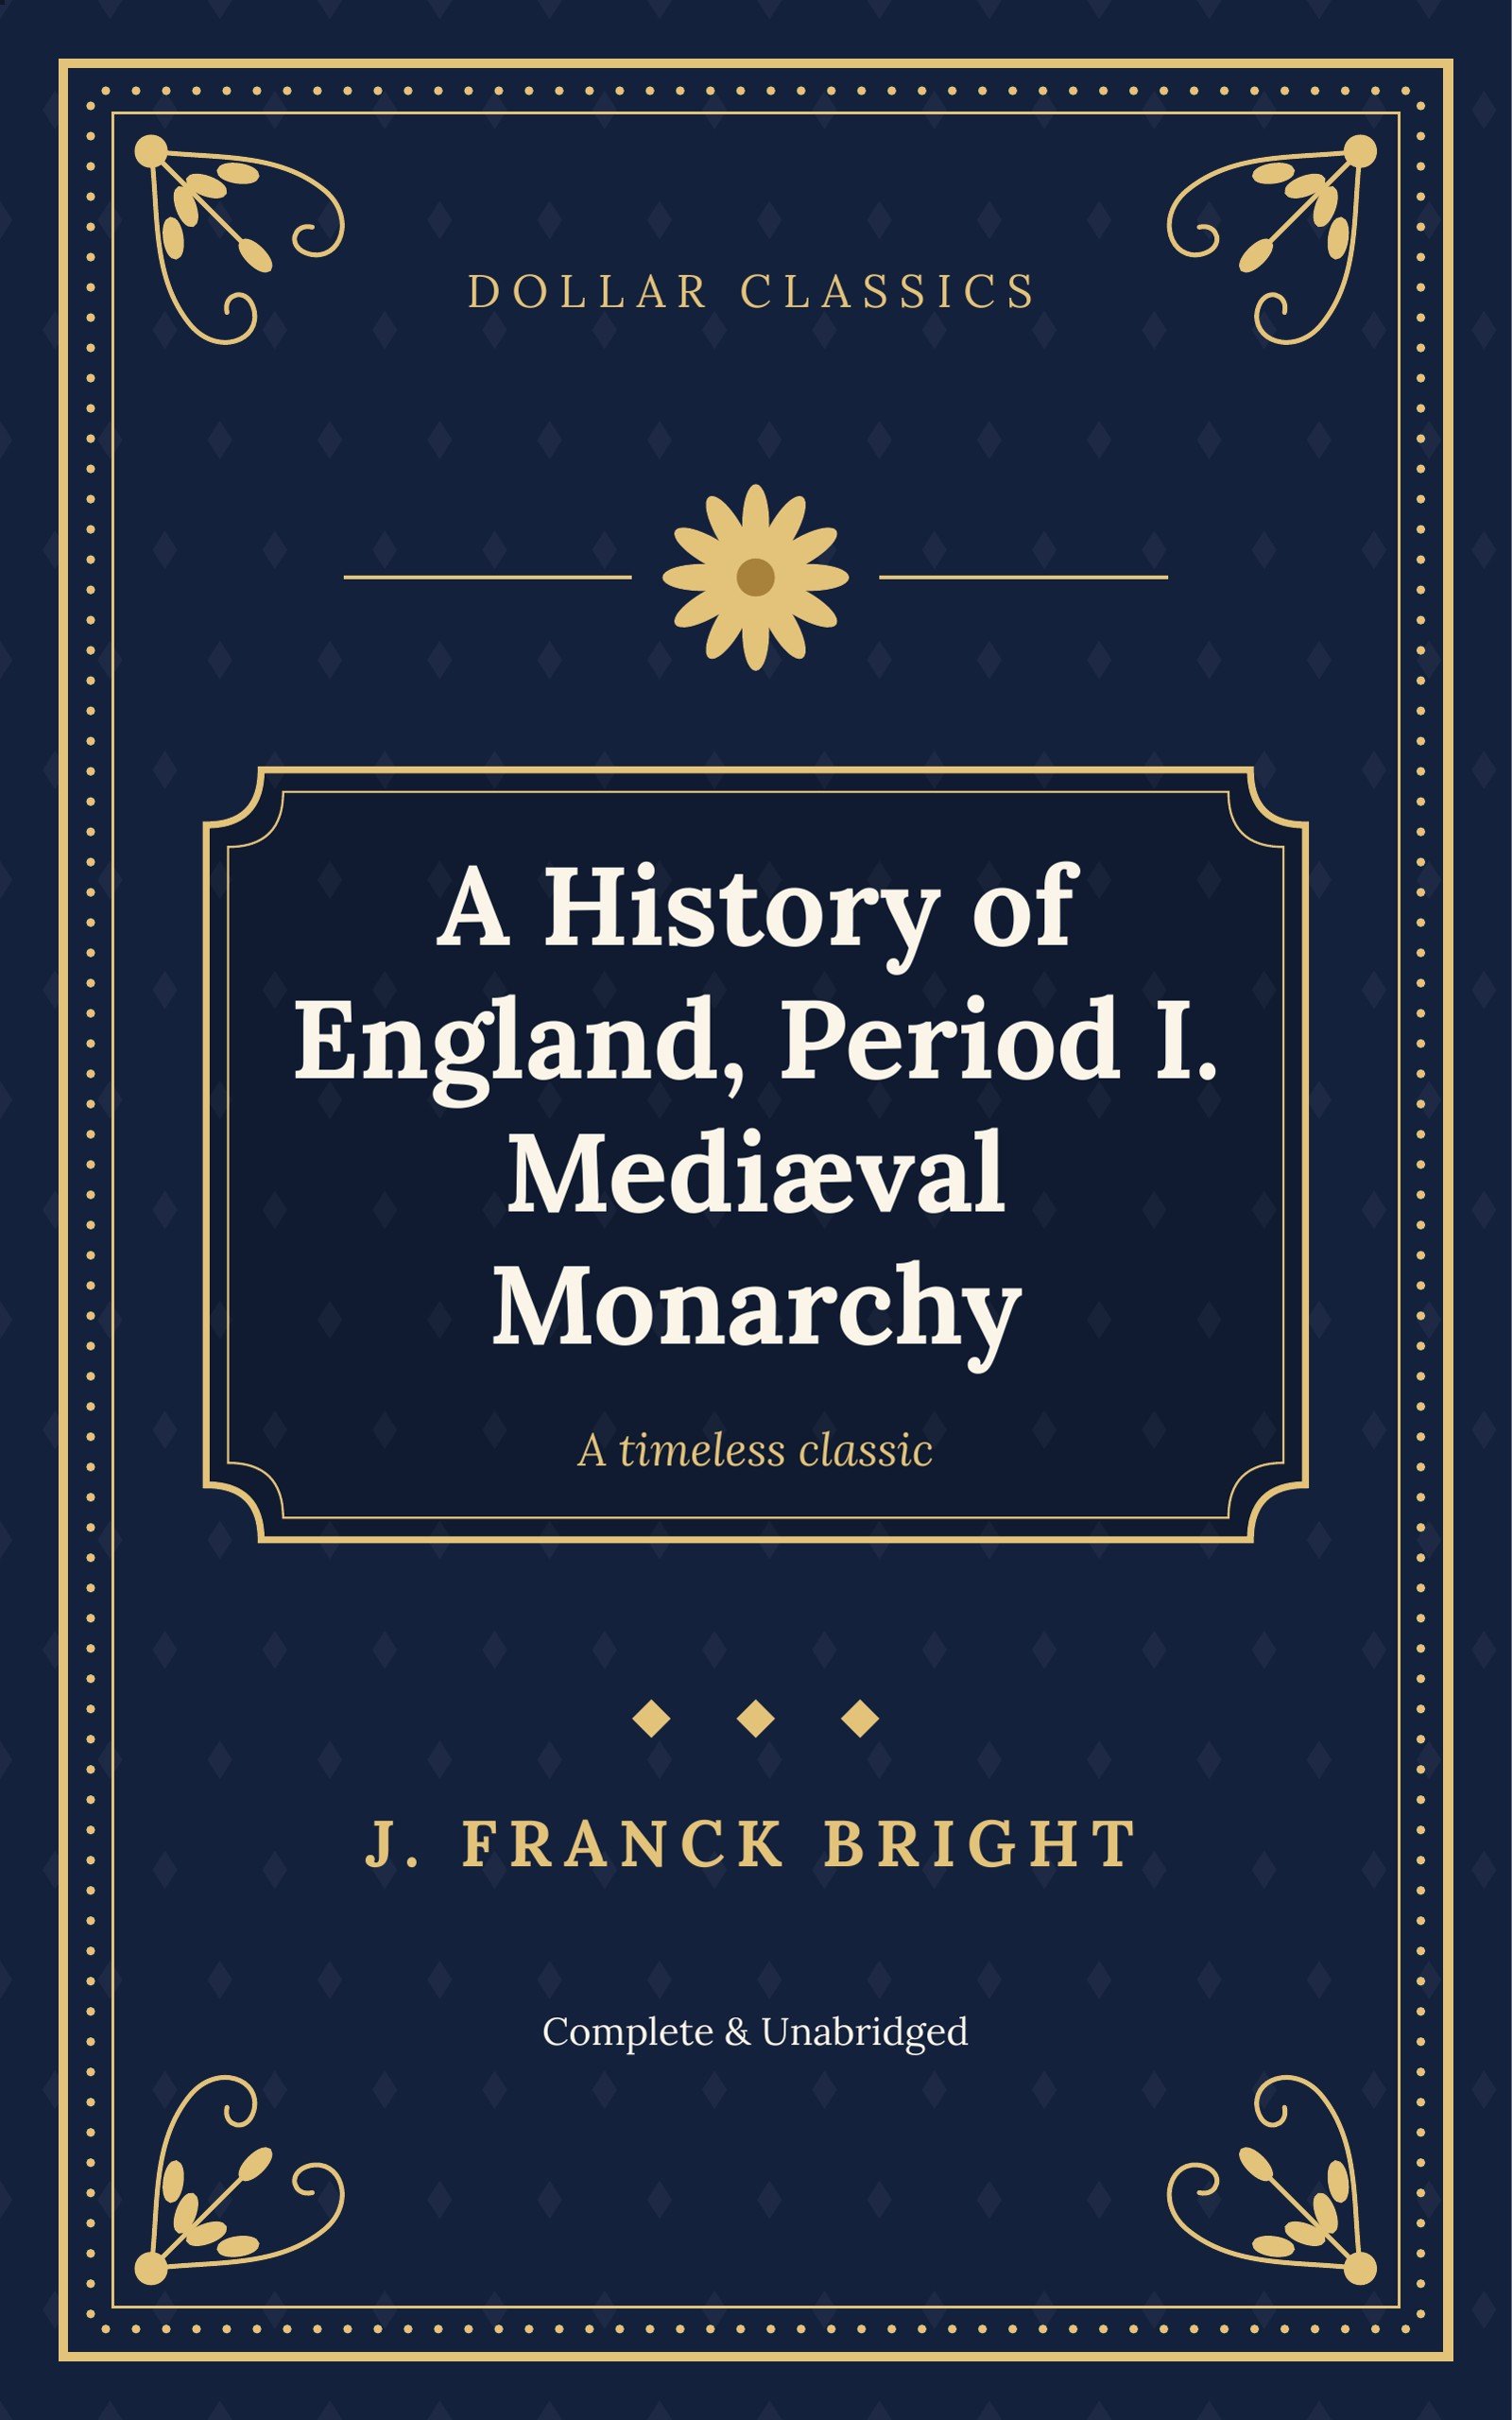 DOLLAR CLASSICS
A History of
England, Period I.
Mediæval
Monarchy
A timeless classic
J. FRANCK BRIGHT
Complete & Unabridged